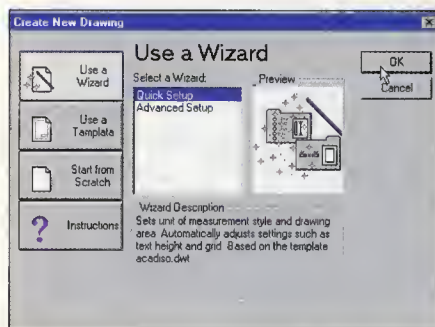 Create New Drawing
Use a Wizard
Use a
Wizard
Use a
Template
Start from
Scratch
Instructions
Select a Wizard:
Quick Setup
Advanced Setup
Preview
OK
Cancel
Wizard Description
Sets unit of measurement style and drawing
area. Automatically adjusts settings such as
text height and grid. Based on the template
acadiso.dwt